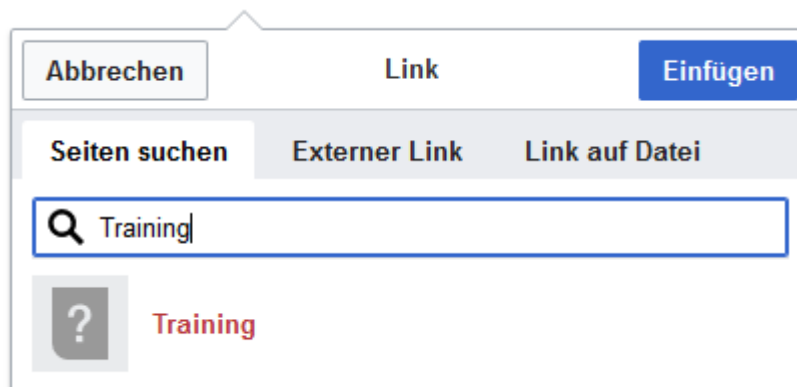 Abbrechen Link Einfügen
Seiten suchen Externer Link Link auf Datei
Training
? Training